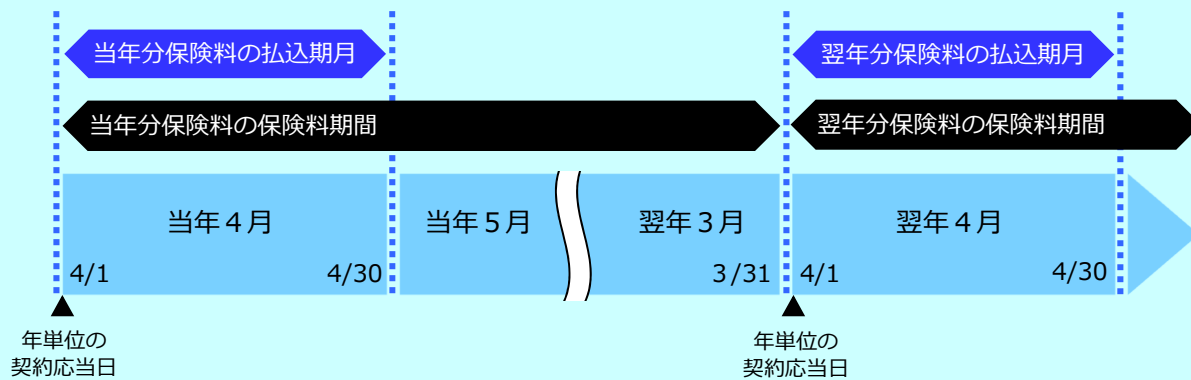 当年分保険料の払込期月
翌年分保険料の払込期月
当年分保険料の保険料期間
翌年分保険料の保険料期間
当年４月
当年５月
翌年３月
翌年４月
4/1
4/30
3/31
4/1
4/30
年単位の
契約応当日
年単位の
契約応当日